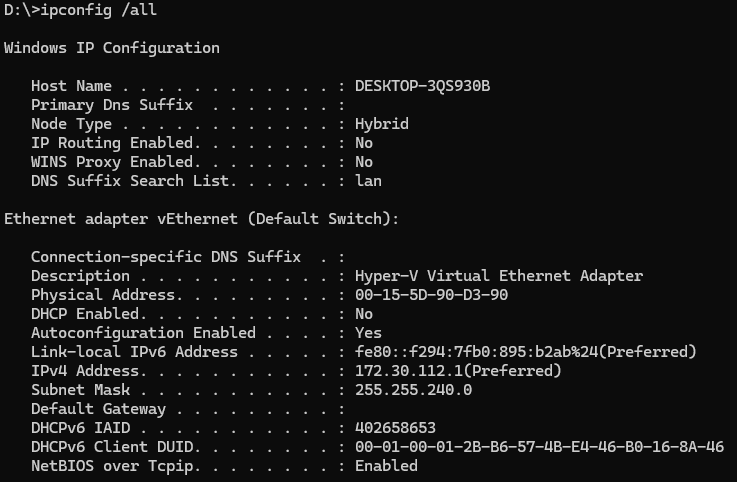 D:\>ipconfig /all
Windows IP Configuration
Host Name . . . . . . . . . . . . : DESKTOP-3QS930B
Primary Dns Suffix  . . . . . . . :
Node Type . . . . . . . . . . . . : Hybrid
IP Routing Enabled. . . . . . . . : No
WINS Proxy Enabled. . . . . . . . : No
DNS Suffix Search List. . . . . . : lan
Ethernet adapter vEthernet (Default Switch):
Connection-specific DNS Suffix  . :
Description . . . . . . . . . . . : Hyper-V Virtual Ethernet Adapter
Physical Address. . . . . . . . . : 00-15-5D-90-D3-90
DHCP Enabled. . . . . . . . . . . : No
Autoconfiguration Enabled . . . . : Yes
Link-local IPv6 Address . . . . . : fe80::f294:7fb0:895:b2ab%24(Preferred)
IPv4 Address. . . . . . . . . . . : 172.30.112.1(Preferred)
Subnet Mask . . . . . . . . . . . : 255.255.240.0
Default Gateway . . . . . . . . . :
DHCPv6 IAID . . . . . . . . . . . : 402658653
DHCPv6 Client DUID. . . . . . . . : 00-01-00-01-2B-B6-57-4B-E4-46-B0-16-8A-46
NetBIOS over Tcpip. . . . . . . . : Enabled